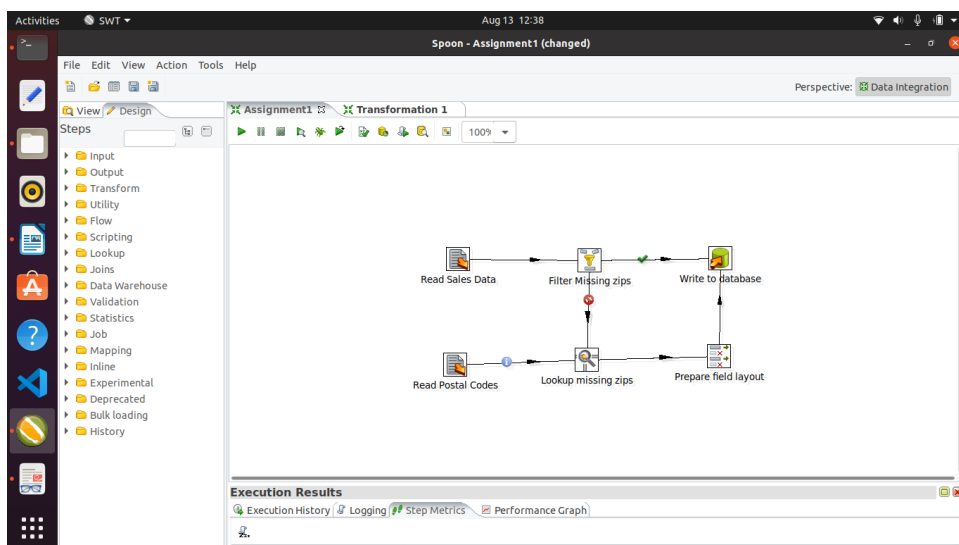 Activities SWT Aug 13 12:38
Spoon - Assignment1 (changed)
File Edit View Action Tools Help
Perspective: Data Integration
View Design
Assignment1 Transformation 1
Steps
100%
Input
Output
Transform
Utility
Flow
Scripting
Lookup
Joins
Data Warehouse
Validation
Statistics
Job
Mapping
Inline
Experimental
Deprecated
Bulk loading
History
Read Sales Data
Filter Missing zips
Write to database
Read Postal Codes
Lookup missing zips
Prepare field layout
Execution Results
Execution History Logging Step Metrics Performance Graph